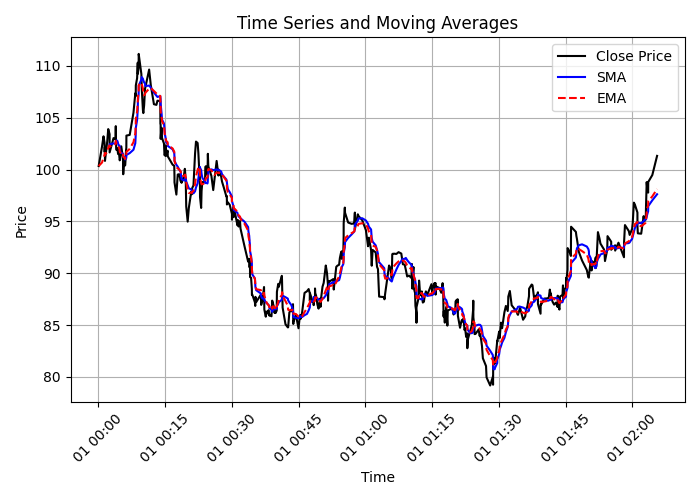 Time Series and Moving Averages
Close Price
SMA
EMA
110
105
100
95
90
85
80
Price
01 00:00
01 00:15
01 00:30
01 00:45
01 01:00
01 01:15
01 01:30
01 01:45
01 02:00
Time